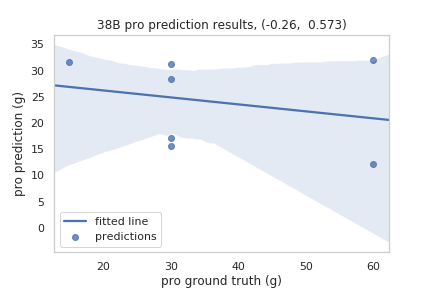 38B pro prediction results, (-0.26, 0.573)
pro prediction (g)
35
30
25
20
15
10
5
0
fitted line
predictions
20
30
40
50
60
pro ground truth (g)